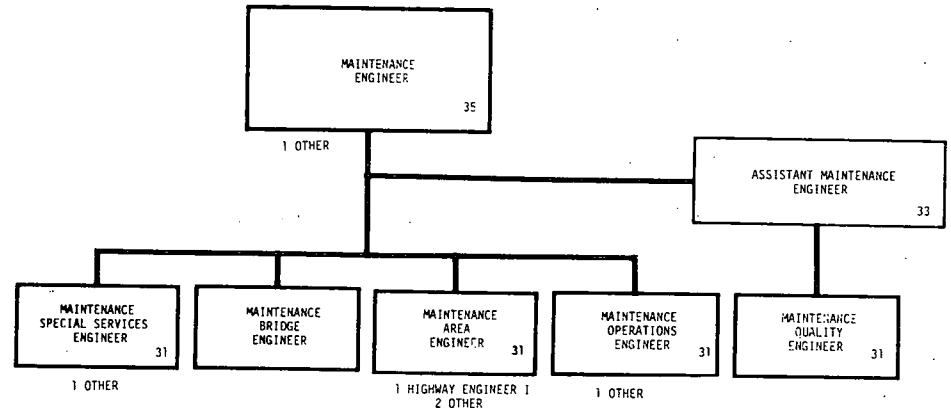 MAINTENANCE
ENGINEER
35
1 OTHER
ASSISTANT MAINTENANCE
ENGINEER
33
MAINTENANCE
SPECIAL SERVICES
ENGINEER
31
1 OTHER
MAINTENANCE
BRIDGE
ENGINEER
MAINTENANCE
AREA
ENGINEER
31
1 HIGHWAY ENGINEER I
2 OTHER
MAINTENANCE
OPERATIONS
ENGINEER
31
1 OTHER
MAINTENANCE
QUALITY
ENGINEER
31